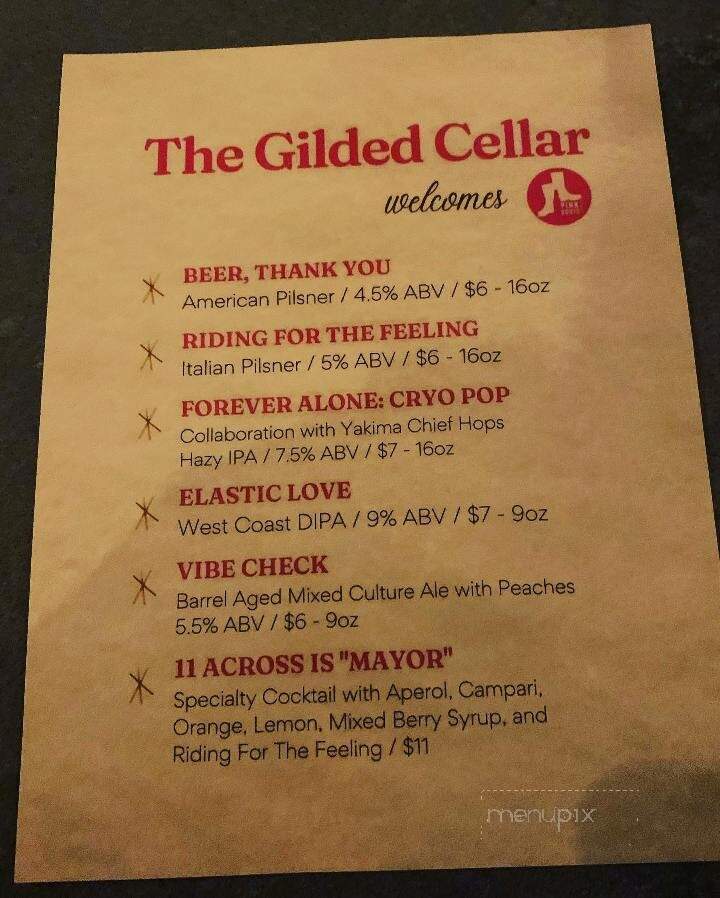 The Gilded Cellar
welcomes
PINK
BOOTS
BEER, THANK YOU
American Pilsner / 4.5% ABV / $6 - 16oz
RIDING FOR THE FEELING
Italian Pilsner / 5% ABV / $6 - 16oz
FOREVER ALONE: CRYO POP
Collaboration with Yakima Chief Hops
Hazy IPA / 7.5% ABV / $7 - 16oz
ELASTIC LOVE
West Coast DIPA / 9% ABV / $7 - 9oz
VIBE CHECK
Barrel Aged Mixed Culture Ale with Peaches
5.5% ABV / $6 - 9oz
11 ACROSS IS "MAYOR"
Specialty Cocktail with Aperol, Campari,
Orange, Lemon, Mixed Berry Syrup, and
Riding For The Feeling / $11
menupix